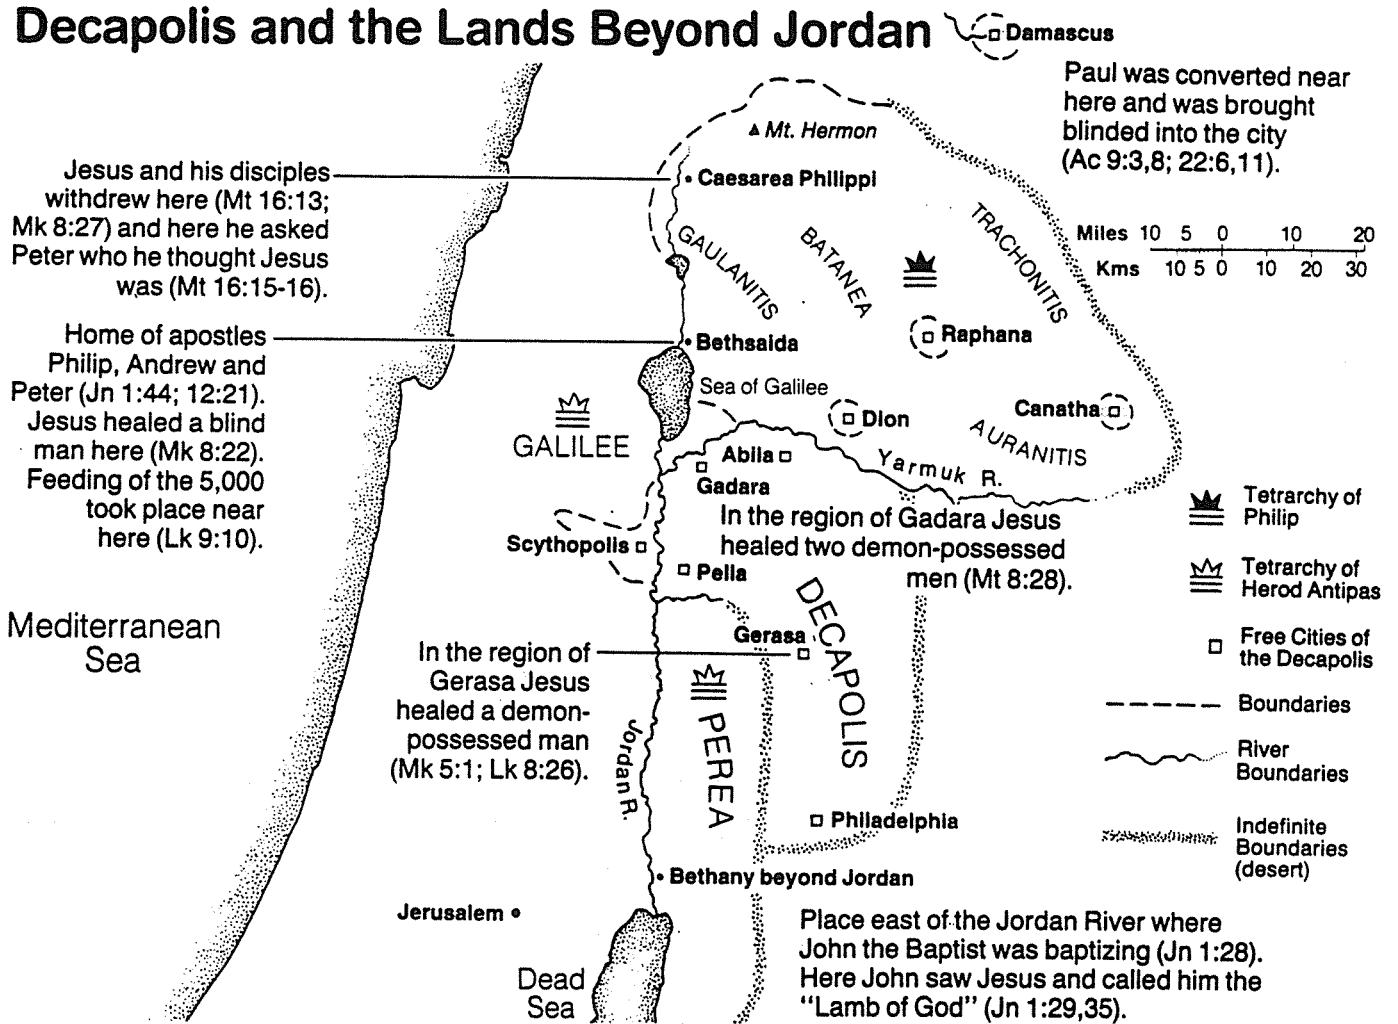 Decapolis and the Lands Beyond Jordan
Damascus
Paul was converted near
here and was brought
blinded into the city
(Ac 9:3,8; 22:6,11).
Mt. Hermon
Jesus and his disciples
withdrew here (Mt 16:13;
Mk 8:27) and here he asked
Peter who he thought Jesus
was (Mt 16:15-16).
Caesarea Philippi
GAULANITIS
BATANEA
TRACHONITIS
Miles 10 5 0 10 20
Kms 10 5 0 10 20 30
Home of apostles
Philip, Andrew and
Peter (Jn 1:44; 12:21).
Jesus healed a blind
man here (Mk 8:22).
Feeding of the 5,000
took place near
here (Lk 9:10).
Bethsaida
Raphana
Sea of Galilee
Dion
Canatha
AURANITIS
GALILEE
Abila
Yarmuk R.
Gadara
In the region of Gadara Jesus
healed two demon-possessed
men (Mt 8:28).
Scythopolis
Pella
DECAPOLIS
Mediterranean
Sea
Gerasa
In the region of
Gerasa Jesus
healed a demon-
possessed man
(Mk 5:1; Lk 8:26).
Jordan R.
PEREA
Philadelphia
Bethany beyond Jordan
Jerusalem
Dead
Sea
Place east of the Jordan River where
John the Baptist was baptizing (Jn 1:28).
Here John saw Jesus and called him the
"Lamb of God" (Jn 1:29,35).
Tetrarchy of
Philip
Tetrarchy of
Herod Antipas
Free Cities of
the Decapolis
Boundaries
River
Boundaries
Indefinite
Boundaries
(desert)